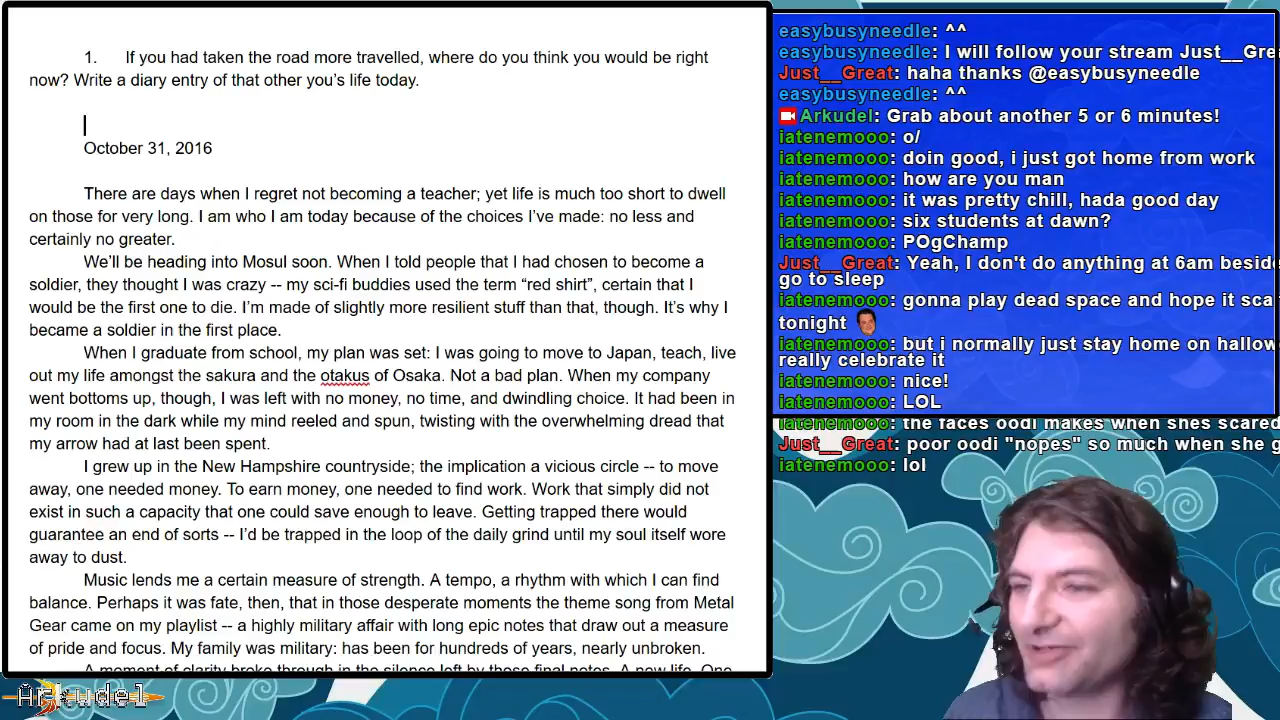 1. If you had taken the road more travelled, where do you think you would be right
now? Write a diary entry of that other you's life today.
October 31, 2016
There are days when I regret not becoming a teacher; yet life is much too short to dwell
on those for very long. I am who I am today because of the choices I've made: no less and
certainly no greater.
We'll be heading into Mosul soon. When I told people that I had chosen to become a
soldier, they thought I was crazy -- my sci-fi buddies used the term “red shirt”, certain that I
would be the first one to die. I'm made of slightly more resilient stuff than that, though. It's why I
became a soldier in the first place.
When I graduate from school, my plan was set: I was going to move to Japan, teach, live
out my life amongst the sakura and the otakus of Osaka. Not a bad plan. When my company
went bottoms up, though, I was left with no money, no time, and dwindling choice. It had been in
my room in the dark while my mind reeled and spun, twisting with the overwhelming dread that
my arrow had at last been spent.
I grew up in the New Hampshire countryside; the implication a vicious circle -- to move
away, one needed money. To earn money, one needed to find work. Work that simply did not
exist in such a capacity that one could save enough to leave. Getting trapped there would
guarantee an end of sorts -- I'd be trapped in the loop of the daily grind until my soul itself wore
away to dust.
Music lends me a certain measure of strength. A tempo, a rhythm with which I can find
balance. Perhaps it was fate, then, that in those desperate moments the theme song from Metal
Gear came on my playlist -- a highly military affair with long epic notes that draw out a measure
of pride and focus. My family was military: has been for hundreds of years, nearly unbroken.
A moment of clarity broke through in the silence left by those final notes. A new life. One
easybusyneedle: ^^
easybusyneedle: I will follow your stream Just__Gre
Just__Great: haha thanks @easybusyneedle
easybusyneedle: ^^
Arkudel: Grab about another 5 or 6 minutes!
iatenemooo: o/
iatenemooo: doin good, i just got home from work
iatenemooo: how are you man
iatenemooo: it was pretty chill, hada good day
iatenemooo: six students at dawn?
iatenemooo: POgChamp
Just__Great: Yeah, I don't do anything at 6am beside
go to sleep
iatenemooo: gonna play dead space and hope it sca
tonight
iatenemooo: but i normally just stay home on hallow
really celebrate it
iatenemooo: nice!
iatenemooo: LOL
iatenemooo: the faces oodi makes when shes scared
Just__Great: poor oodi "nopes" so much when she g
iatenemooo: lol
Arkudel